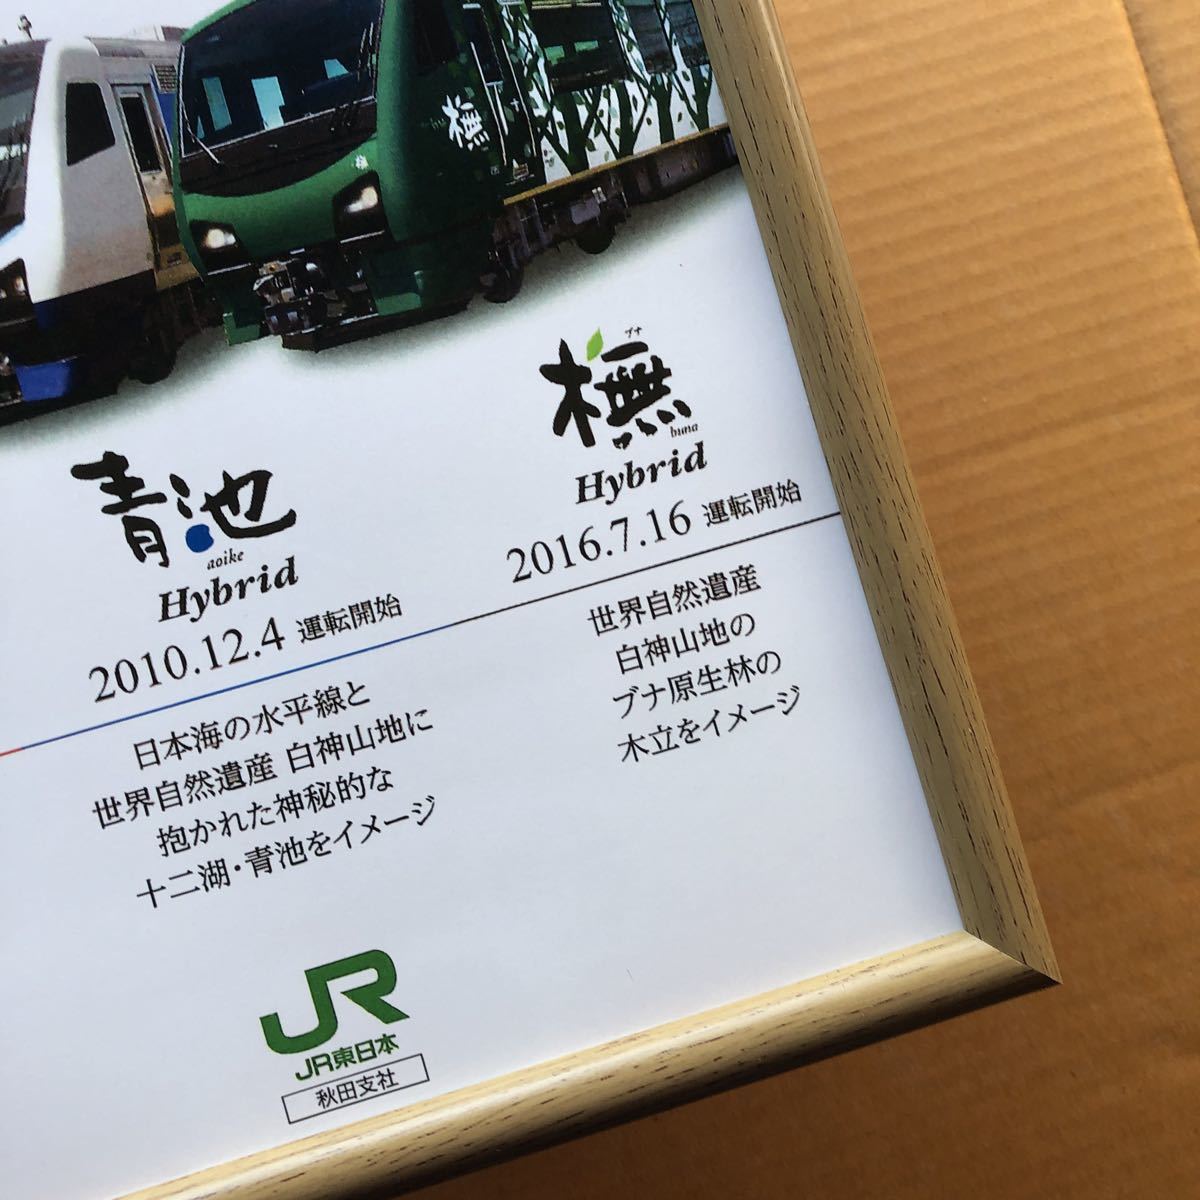 橅
青池
aoike
Hybrid
2010.12.4 運転開始
日本海の水平線と
世界自然遺産 白神山地に
抱かれた神秘的な
十二湖・青池をイメージ
ブナ
橅
buna
Hybrid
2016.7.16 運転開始
世界自然遺産
白神山地の
ブナ原生林の
木立をイメージ
JR
JR東日本
秋田支社